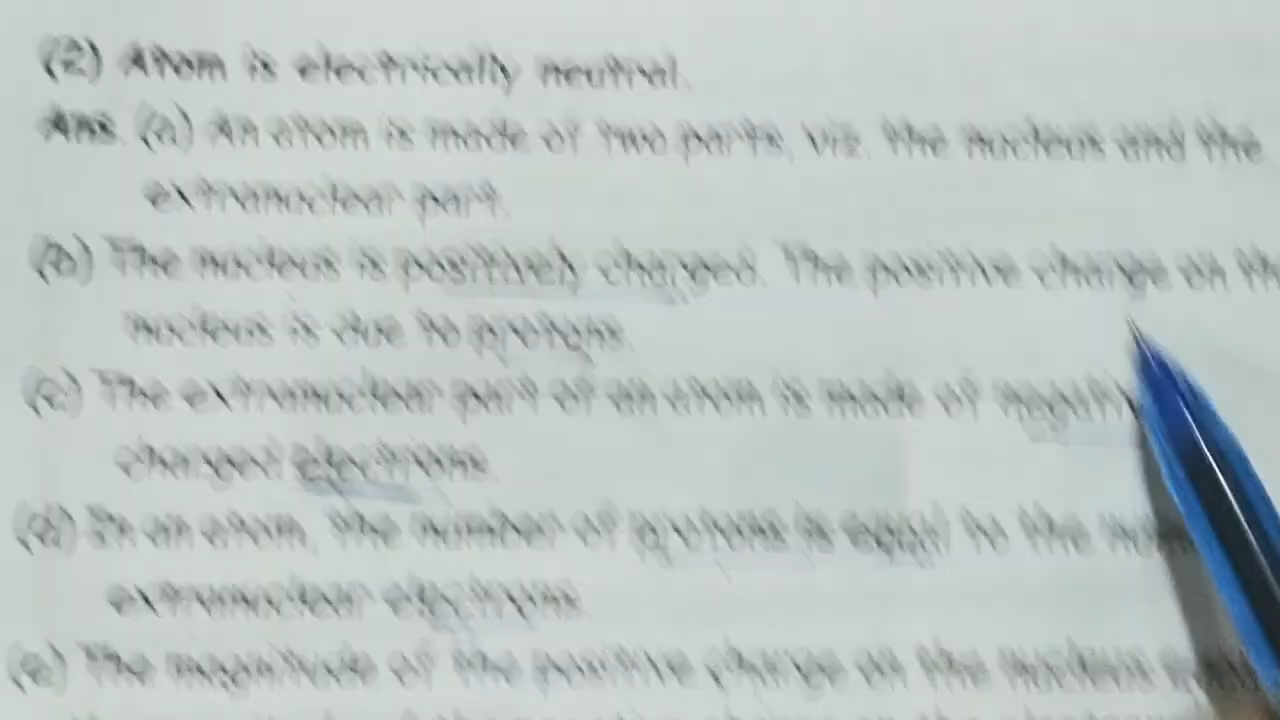 (2) Atom is electrically neutral.
Ans. (a) An atom is made of two parts, viz. the nucleus and the
extranuclear part.
(b) The nucleus is positively charged. The positive charge on
nucleus is due to protons.
(c) The extranuclear part of an atom is made of
charged electrons.
(d) In an atom, the number of protons is equal to the
extranuclear electrons.
(e) The magnitude of the positive charge on the nucleus